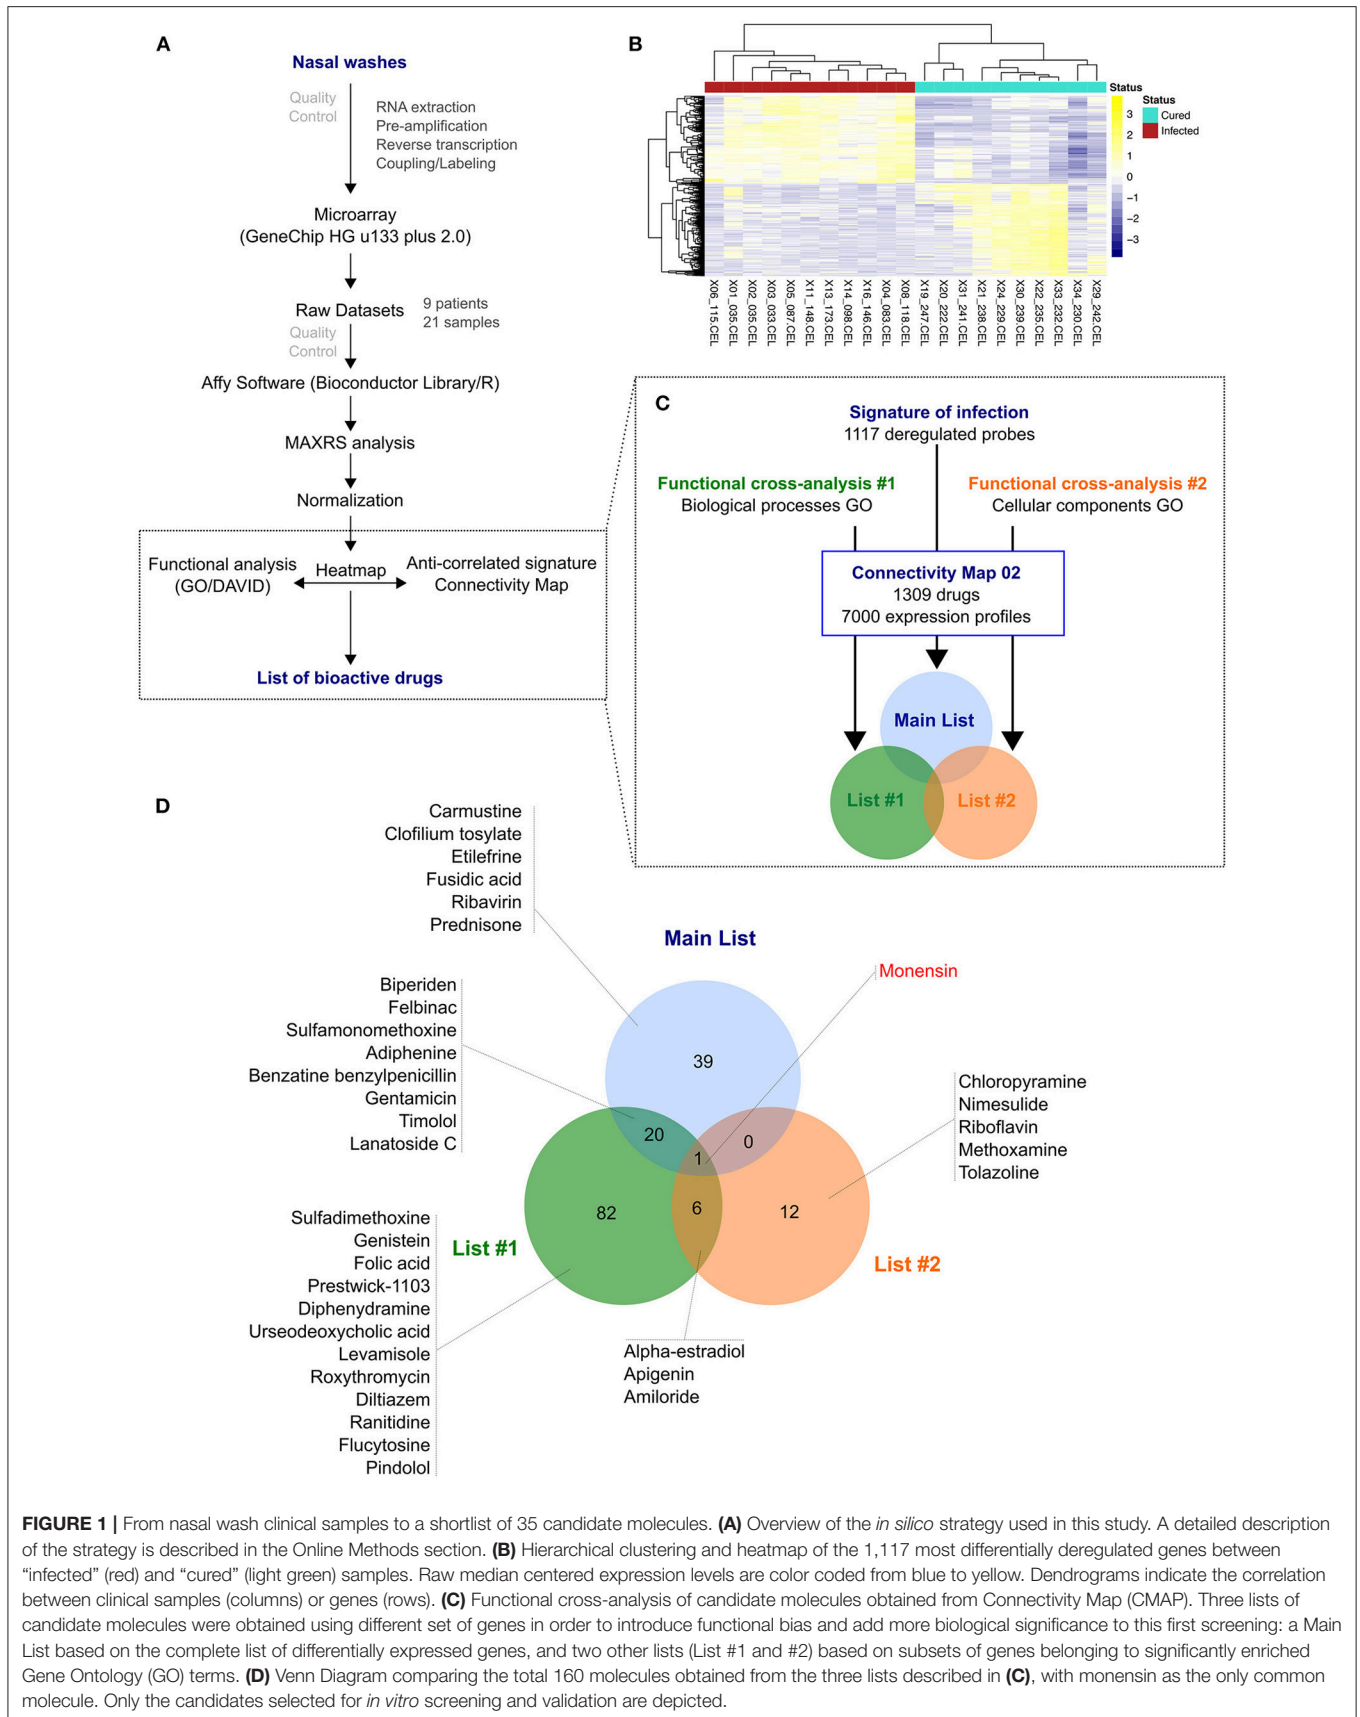 A
Nasal washes
Quality
Control
RNA extraction
Pre-amplification
Reverse transcription
Coupling/Labeling
Microarray
(GeneChip HG u133 plus 2.0)
Raw Datasets
9 patients
21 samples
Quality
Control
Affy Software (Bioconductor Library/R)
MAXRS analysis
Normalization
Functional analysis
(GO/DAVID)
Heatmap
Anti-correlated signature
Connectivity Map
List of bioactive drugs
B
Status
3
2
1
0
−1
−2
−3
Status
Cured
Infected
X06_115.CEL
X01_035.CEL
X02_035.CEL
X03_033.CEL
X05_087.CEL
X11_148.CEL
X13_173.CEL
X14_098.CEL
X16_146.CEL
X04_083.CEL
X08_118.CEL
X19_247.CEL
X20_222.CEL
X31_241.CEL
X21_238.CEL
X24_229.CEL
X30_239.CEL
X22_235.CEL
X33_232.CEL
X34_230.CEL
X29_242.CEL
C
Signature of infection
1117 deregulated probes
Functional cross-analysis #1
Biological processes GO
Functional cross-analysis #2
Cellular components GO
Connectivity Map 02
1309 drugs
7000 expression profiles
Main List
List #1
List #2
D
Carmustine
Clofilium tosylate
Etilefrine
Fusidic acid
Ribavirin
Prednisone
Main List
Monensin
Biperiden
Felbinac
Sulfamonomethoxine
Adiphenine
Benzatine benzylpenicillin
Gentamicin
Timolol
Lanatoside C
39
20
0
1
82
6
12
Chloropyramine
Nimesulide
Riboflavin
Methoxamine
Tolazoline
List #1
List #2
Sulfadimethoxine
Genistein
Folic acid
Prestwick-1103
Diphenydramine
Urseodeoxycholic acid
Levamisole
Roxythromycin
Diltiazem
Ranitidine
Flucytosine
Pindolol
Alpha-estradiol
Apigenin
Amiloride
FIGURE 1 | From nasal wash clinical samples to a shortlist of 35 candidate molecules. (A) Overview of the in silico strategy used in this study. A detailed description
of the strategy is described in the Online Methods section. (B) Hierarchical clustering and heatmap of the 1,117 most differentially deregulated genes between
“infected” (red) and “cured” (light green) samples. Raw median centered expression levels are color coded from blue to yellow. Dendrograms indicate the correlation
between clinical samples (columns) or genes (rows). (C) Functional cross-analysis of candidate molecules obtained from Connectivity Map (CMAP). Three lists of
candidate molecules were obtained using different set of genes in order to introduce functional bias and add more biological significance to this first screening: a Main
List based on the complete list of differentially expressed genes, and two other lists (List #1 and #2) based on subsets of genes belonging to significantly enriched
Gene Ontology (GO) terms. (D) Venn Diagram comparing the total 160 molecules obtained from the three lists described in (C), with monensin as the only common
molecule. Only the candidates selected for in vitro screening and validation are depicted.